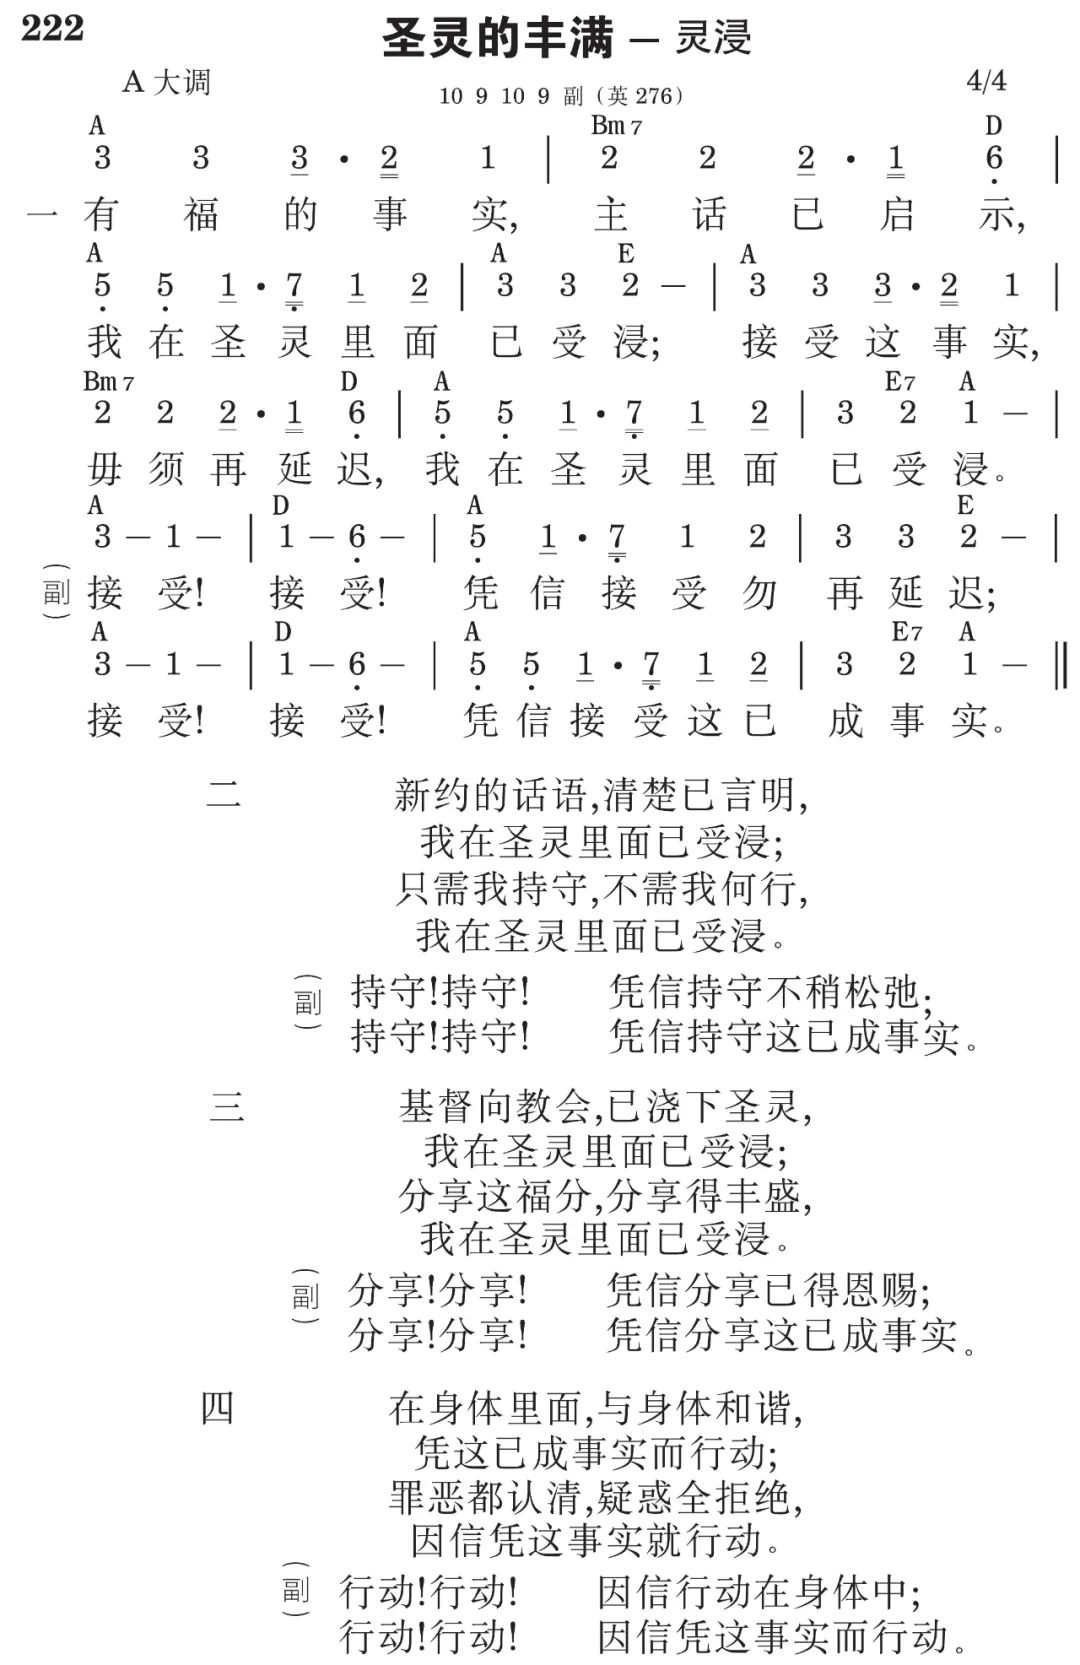 222
圣灵的丰满 — 灵浸
A 大调 4/4
10 9 10 9 副（英 276）
A Bm7 D
3 3 3 · 2 1 | 2 2 2 · 1 6 |
一 有福的事实, 主话已启示,
A A E A
5 5 1 · 7 1 2 | 3 3 2 — | 3 3 3 · 2 1 |
我在圣灵里面 已受浸; 接受这事实,
Bm7 D A E7 A
2 2 2 · 1 6 | 5 5 1 · 7 1 2 | 3 2 1 — |
毋须再延迟, 我在圣灵里面 已受浸。
A D A E
3 — 1 — | 1 — 6 — | 5 1 · 7 1 2 | 3 3 2 — |
（副） 接受! 接受! 凭信接受勿 再延迟;
A D A E7 A
3 — 1 — | 1 — 6 — | 5 5 1 · 7 1 2 | 3 2 1 — ‖
接受! 接受! 凭信接受这已 成事实。
二 新约的话语,清楚已言明,
我在圣灵里面已受浸;
只需我持守,不需我何行,
我在圣灵里面已受浸。
（副） 持守!持守! 凭信持守不稍松弛;
持守!持守! 凭信持守这已成事实。
三 基督向教会,已浇下圣灵,
我在圣灵里面已受浸;
分享这福分,分享得丰盛,
我在圣灵里面已受浸。
（副） 分享!分享! 凭信分享已得恩赐;
分享!分享! 凭信分享这已成事实。
四 在身体里面,与身体和谐,
凭这已成事实而行动;
罪恶都认清,疑惑全拒绝,
因信凭这事实就行动。
（副） 行动!行动! 因信行动在身体中;
行动!行动! 因信凭这事实而行动。